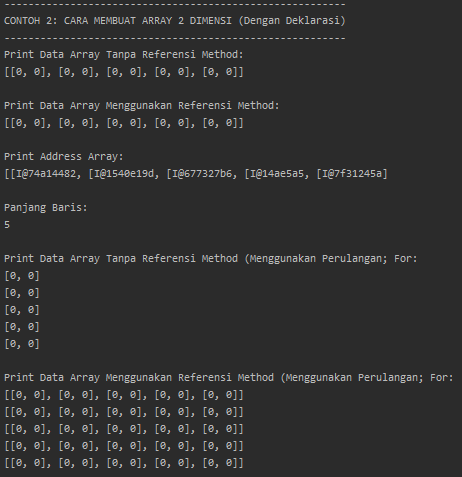 ---------------------------------------------------------
CONTOH 2: CARA MEMBUAT ARRAY 2 DIMENSI (Dengan Deklarasi)
---------------------------------------------------------
Print Data Array Tanpa Referensi Method:
[[0, 0], [0, 0], [0, 0], [0, 0], [0, 0]]
Print Data Array Menggunakan Referensi Method:
[[0, 0], [0, 0], [0, 0], [0, 0], [0, 0]]
Print Address Array:
[[I@74a14482, [I@1540e19d, [I@677327b6, [I@14ae5a5, [I@7f31245a]
Panjang Baris:
5
Print Data Array Tanpa Referensi Method (Menggunakan Perulangan; For:
[0, 0]
[0, 0]
[0, 0]
[0, 0]
[0, 0]
Print Data Array Menggunakan Referensi Method (Menggunakan Perulangan; For:
[[0, 0], [0, 0], [0, 0], [0, 0], [0, 0]]
[[0, 0], [0, 0], [0, 0], [0, 0], [0, 0]]
[[0, 0], [0, 0], [0, 0], [0, 0], [0, 0]]
[[0, 0], [0, 0], [0, 0], [0, 0], [0, 0]]
[[0, 0], [0, 0], [0, 0], [0, 0], [0, 0]]